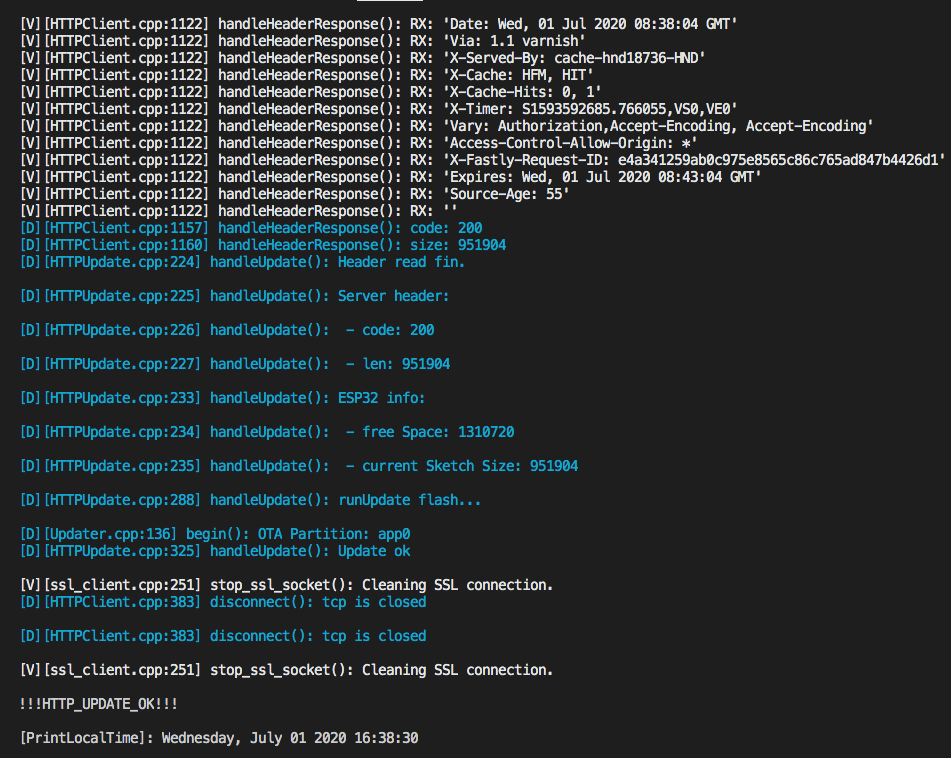 [V][HTTPClient.cpp:1122] handleHeaderResponse(): RX: 'Date: Wed, 01 Jul 2020 08:38:04 GMT'
[V][HTTPClient.cpp:1122] handleHeaderResponse(): RX: 'Via: 1.1 varnish'
[V][HTTPClient.cpp:1122] handleHeaderResponse(): RX: 'X-Served-By: cache-hnd18736-HND'
[V][HTTPClient.cpp:1122] handleHeaderResponse(): RX: 'X-Cache: HFM, HIT'
[V][HTTPClient.cpp:1122] handleHeaderResponse(): RX: 'X-Cache-Hits: 0, 1'
[V][HTTPClient.cpp:1122] handleHeaderResponse(): RX: 'X-Timer: S1593592685.766055,VS0,VE0'
[V][HTTPClient.cpp:1122] handleHeaderResponse(): RX: 'Vary: Authorization,Accept-Encoding, Accept-Encoding'
[V][HTTPClient.cpp:1122] handleHeaderResponse(): RX: 'Access-Control-Allow-Origin: *'
[V][HTTPClient.cpp:1122] handleHeaderResponse(): RX: 'X-Fastly-Request-ID: e4a341259ab0c975e8565c86c765ad847b4426d1'
[V][HTTPClient.cpp:1122] handleHeaderResponse(): RX: 'Expires: Wed, 01 Jul 2020 08:43:04 GMT'
[V][HTTPClient.cpp:1122] handleHeaderResponse(): RX: 'Source-Age: 55'
[V][HTTPClient.cpp:1122] handleHeaderResponse(): RX: ''
[D][HTTPClient.cpp:1157] handleHeaderResponse(): code: 200
[D][HTTPClient.cpp:1160] handleHeaderResponse(): size: 951904
[D][HTTPUpdate.cpp:224] handleUpdate(): Header read fin.
[D][HTTPUpdate.cpp:225] handleUpdate(): Server header:
[D][HTTPUpdate.cpp:226] handleUpdate():  - code: 200
[D][HTTPUpdate.cpp:227] handleUpdate():  - len: 951904
[D][HTTPUpdate.cpp:233] handleUpdate(): ESP32 info:
[D][HTTPUpdate.cpp:234] handleUpdate():  - free Space: 1310720
[D][HTTPUpdate.cpp:235] handleUpdate():  - current Sketch Size: 951904
[D][HTTPUpdate.cpp:288] handleUpdate(): runUpdate flash...
[D][Updater.cpp:136] begin(): OTA Partition: app0
[D][HTTPUpdate.cpp:325] handleUpdate(): Update ok
[V][ssl_client.cpp:251] stop_ssl_socket(): Cleaning SSL connection.
[D][HTTPClient.cpp:383] disconnect(): tcp is closed
[D][HTTPClient.cpp:383] disconnect(): tcp is closed
[V][ssl_client.cpp:251] stop_ssl_socket(): Cleaning SSL connection.
!!!HTTP_UPDATE_OK!!!
[PrintLocalTime]: Wednesday, July 01 2020 16:38:30